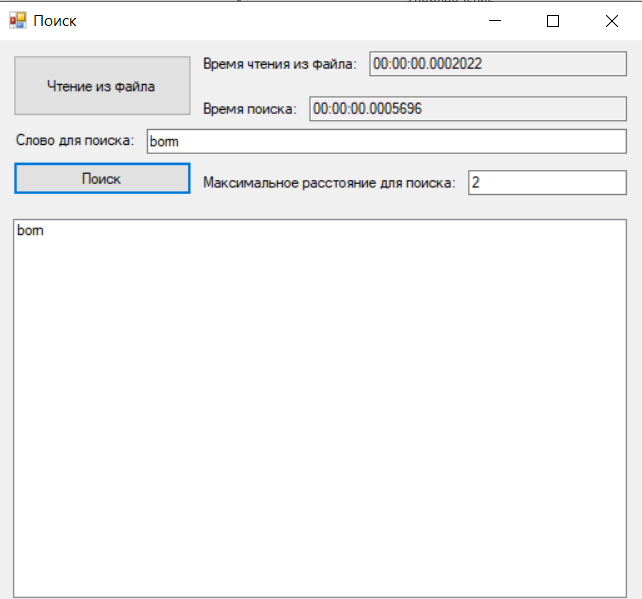 Поиск
Чтение из файла
Время чтения из файла: 00:00:00.0002022
Время поиска: 00:00:00.0005696
Слово для поиска: borm
Поиск
Максимальное расстояние для поиска: 2
born